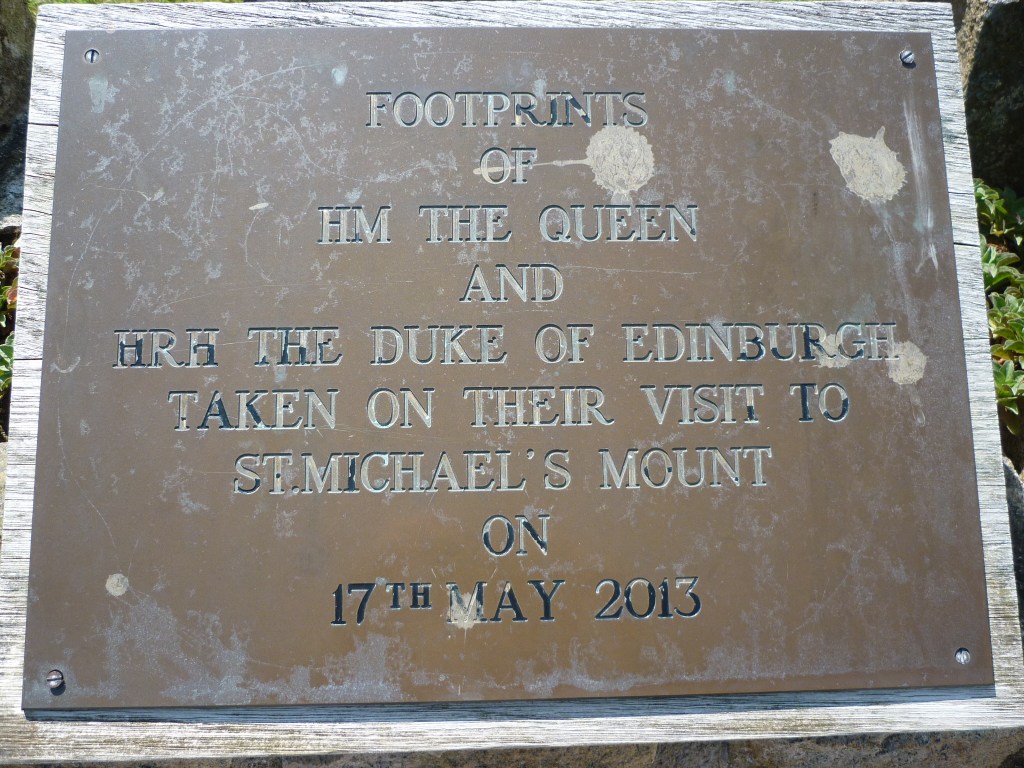 FOOTPRINTS
OF
HM THE QUEEN
AND
HRH THE DUKE OF EDINBURGH
TAKEN ON THEIR VISIT TO
ST.MICHAEL'S MOUNT
ON
17TH MAY 2013